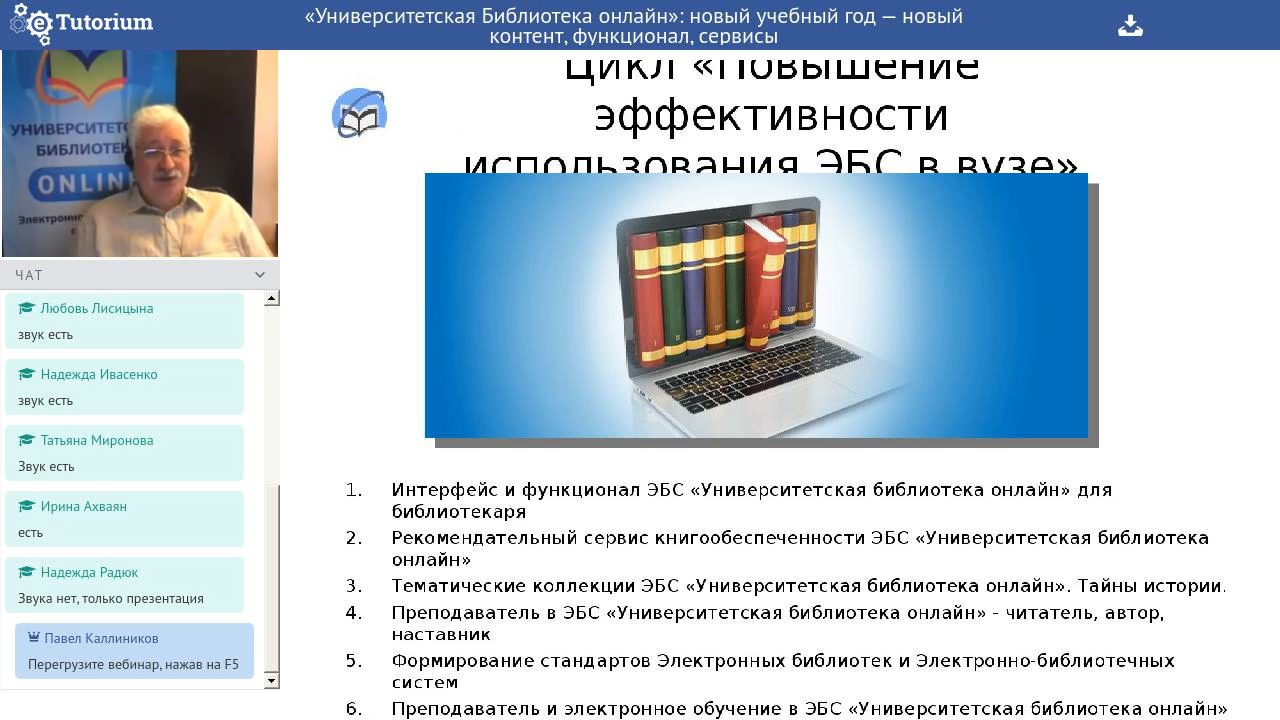 Tutorium
«Университетская Библиотека онлайн»: новый учебный год — новый
контент, функционал, сервисы
УНИВЕРСИТЕТС
БИБЛИОТЕК
ONLIN
Электронно
ЧАТ
Любовь Лисицына
звук есть
Надежда Ивасенко
звук есть
Татьяна Миронова
Звук есть
Ирина Ахваян
есть
Надежда Радюк
Звука нет, только презентация
Павел Каллиников
Перегрузите вебинар, нажав на F5
Цикл «Повышение
эффективности
использования ЭБС в вузе»
1. Интерфейс и функционал ЭБС «Университетская библиотека онлайн» для
библиотекаря
2. Рекомендательный сервис книгообеспеченности ЭБС «Университетская библиотека
онлайн»
3. Тематические коллекции ЭБС «Университетская библиотека онлайн». Тайны истории.
4. Преподаватель в ЭБС «Университетская библиотека онлайн» - читатель, автор,
наставник
5. Формирование стандартов Электронных библиотек и Электронно-библиотечных
систем
6. Преподаватель и электронное обучение в ЭБС «Университетская библиотека онлайн»